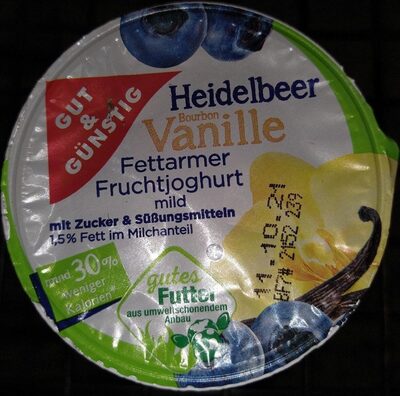 GUT
&
GÜNSTIG
Heidelbeer
Bourbon
Vanille
Fettarmer
Fruchtjoghurt
mild
mit Zucker & Süßungsmitteln
1,5% Fett im Milchanteil
rund 30%
weniger
Kalorien*
gutes
Futter
aus umweltschonendem
Anbau
11.10.21
BF7# 2152 239